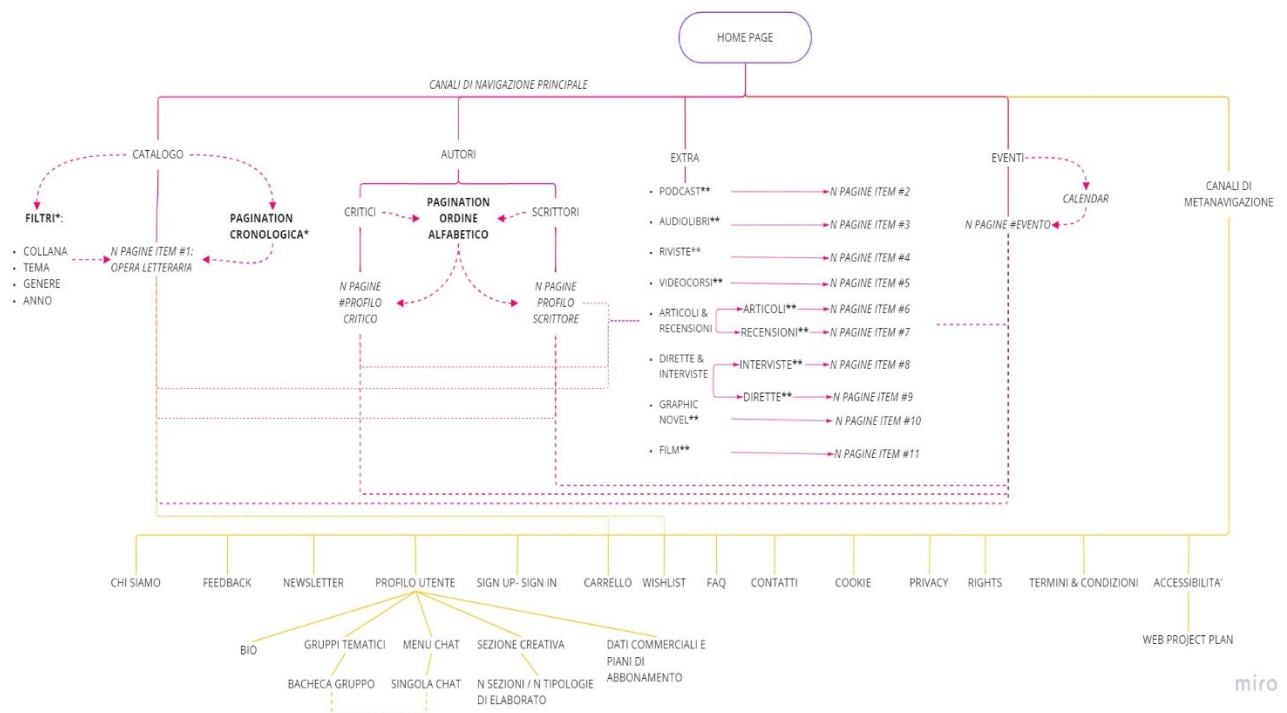 HOME PAGE
CANALI DI NAVIGAZIONE PRINCIPALE
CATALOGO
AUTORI
EXTRA
EVENTI
CANALI DI
METANAVIGAZIONE
FILTRI*:
• COLLANA
• TEMA
• GENERE
• ANNO
PAGINATION
CRONOLOGICA*
N PAGINE ITEM #1:
OPERA LETTERARIA
CRITICI
PAGINATION
ORDINE
ALFABETICO
SCRITTORI
N PAGINE
#PROFILO
CRITICO
N PAGINE
PROFILO
SCRITTORE
• PODCAST**
N PAGINE ITEM #2
• AUDIOLIBRI**
N PAGINE ITEM #3
• RIVISTE**
N PAGINE ITEM #4
• VIDEOCORSI**
N PAGINE ITEM #5
• ARTICOLI &
RECENSIONI
ARTICOLI**
N PAGINE ITEM #6
RECENSIONI**
N PAGINE ITEM #7
• DIRETTE &
INTERVISTE
INTERVISTE**
N PAGINE ITEM #8
DIRETTE**
N PAGINE ITEM #9
• GRAPHIC
NOVEL**
N PAGINE ITEM #10
• FILM**
N PAGINE ITEM #11
CALENDAR
N PAGINE #EVENTO
CHI SIAMO
FEEDBACK
NEWSLETTER
PROFILO UTENTE
SIGN UP- SIGN IN
CARRELLO
WISHLIST
FAQ
CONTATTI
COOKIE
PRIVACY
RIGHTS
TERMINI & CONDIZIONI
ACCESSIBILITA'
BIO
GRUPPI TEMATICI
MENU CHAT
SEZIONE CREATIVA
DATI COMMERCIALI E
PIANI DI
ABBONAMENTO
WEB PROJECT PLAN
BACHECA GRUPPO
SINGOLA CHAT
N SEZIONI / N TIPOLOGIE
DI ELABORATO
miro